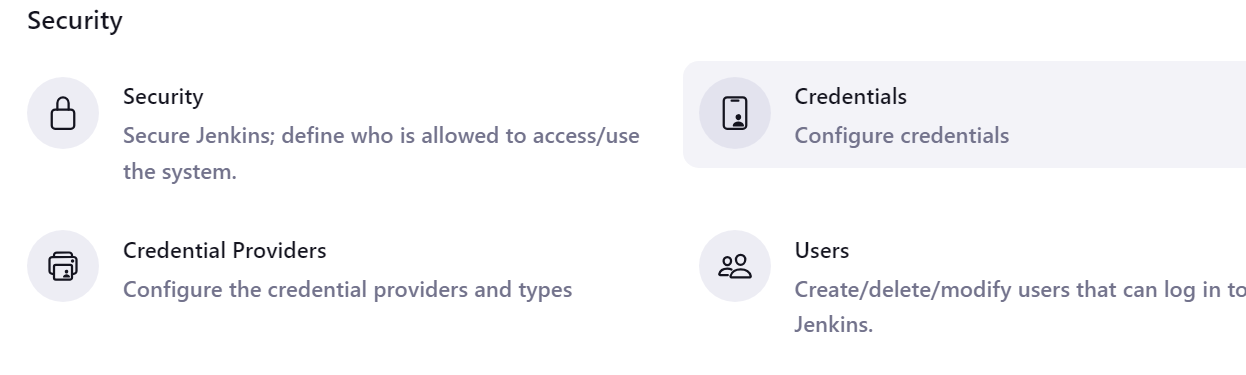 Security
Security
Secure Jenkins; define who is allowed to access/use
the system.
Credentials
Configure credentials
Credential Providers
Configure the credential providers and types
Users
Create/delete/modify users that can log in to
Jenkins.